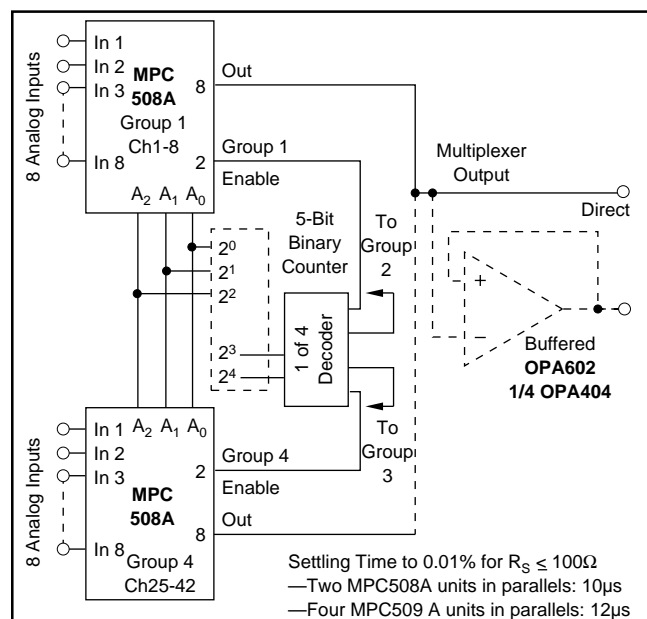 8 Analog Inputs
In 1
In 2
In 3
In 8
MPC
508A
Group 1
Ch1-8
8
Out
2
Group 1
Enable
A2 A1 A0
5-Bit
Binary
Counter
2^0
2^1
2^2
2^3
2^4
1 of 4
Decoder
To
Group
2
To
Group
3
Multiplexer
Output
Direct
+
–
Buffered
OPA602
1/4 OPA404
8 Analog Inputs
In 1
In 2
In 3
In 8
A2 A1 A0
MPC
508A
Group 4
Ch25-42
2
Group 4
Enable
8
Out
Settling Time to 0.01% for RS ≤ 100Ω
—Two MPC508A units in parallels: 10µs
—Four MPC509 A units in parallels: 12µs